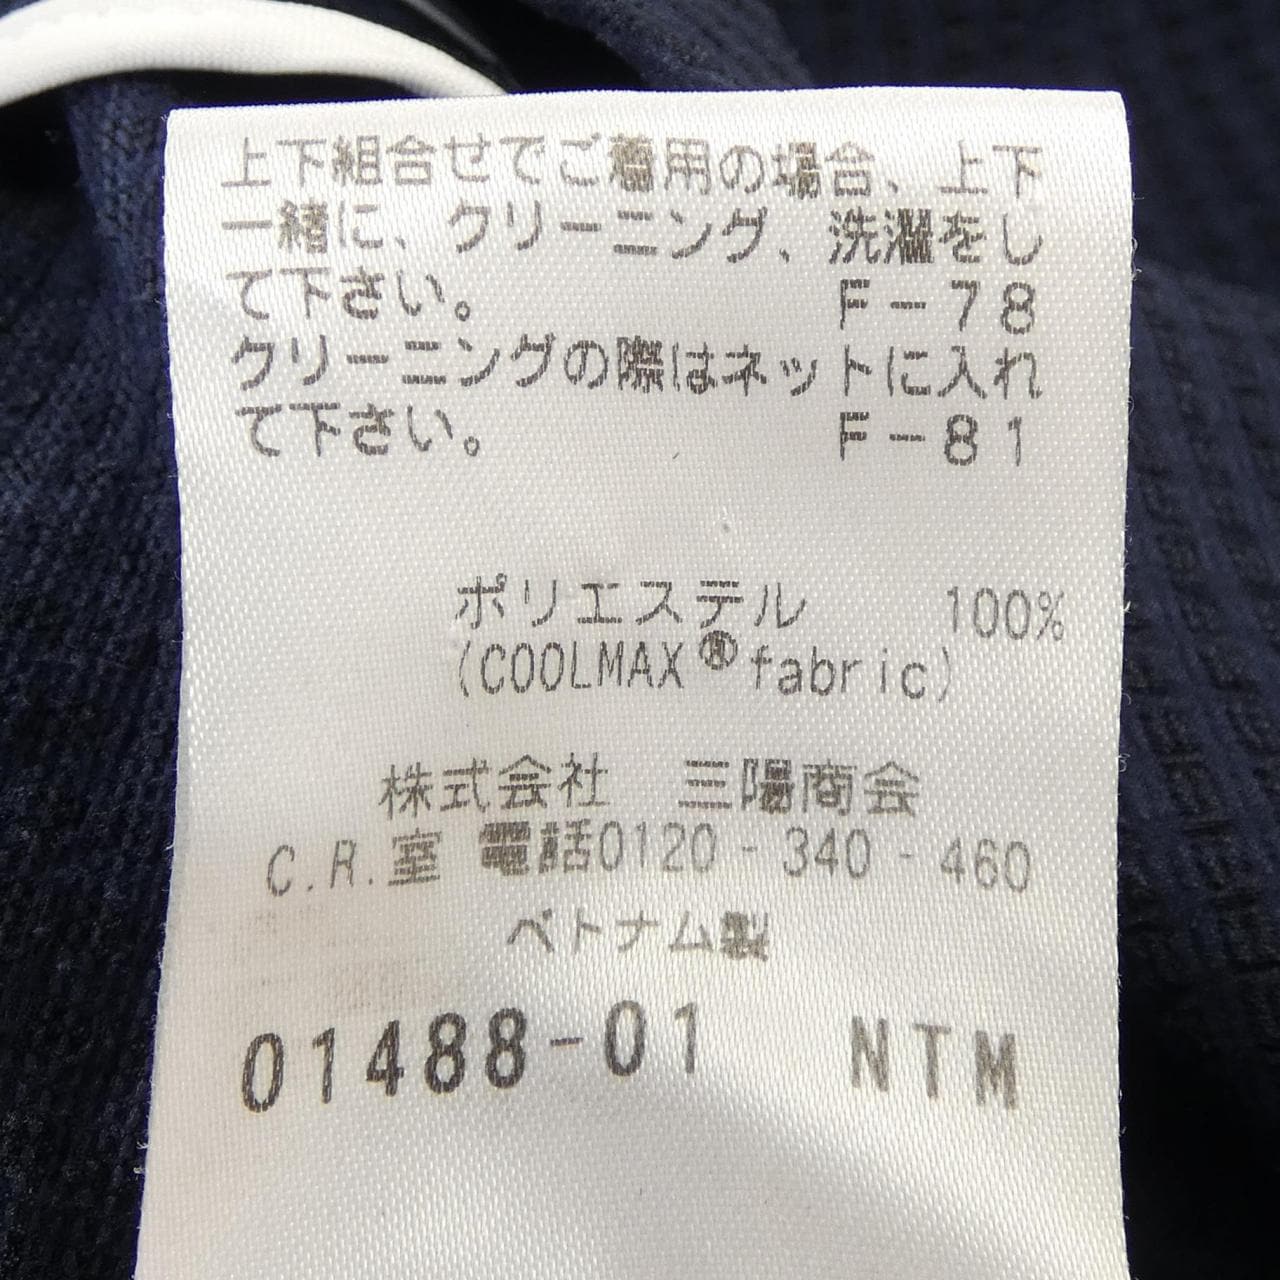 上下組合せでご着用の場合、上下
一緒に、クリーニング、洗濯をし
て下さい。 F-78
クリーニングの際はネットに入れ
て下さい。 F-81
ポリエステル 100%
(COOLMAX®fabric)
株式会社 三陽商会
C.R.室 電話0120-340-460
ベトナム製
01488-01 NTM